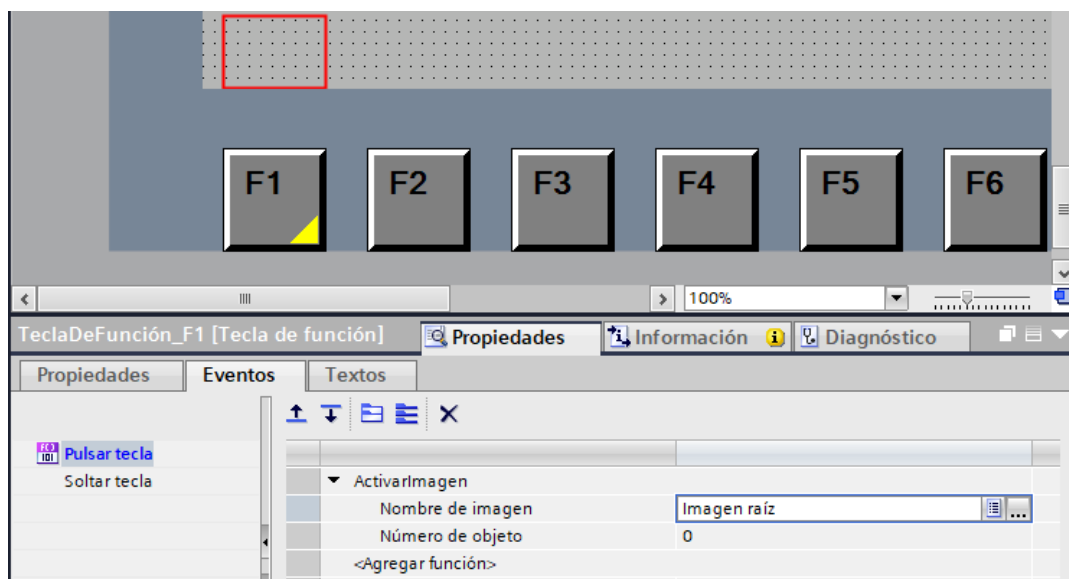 F1 F2 F3 F4 F5 F6
100%
TeclaDeFunción_F1 [Tecla de función] Propiedades Información Diagnóstico
Propiedades Eventos Textos
Pulsar tecla
Soltar tecla
ActivarImagen
Nombre de imagen Imagen raíz
Número de objeto 0
<Agregar función>